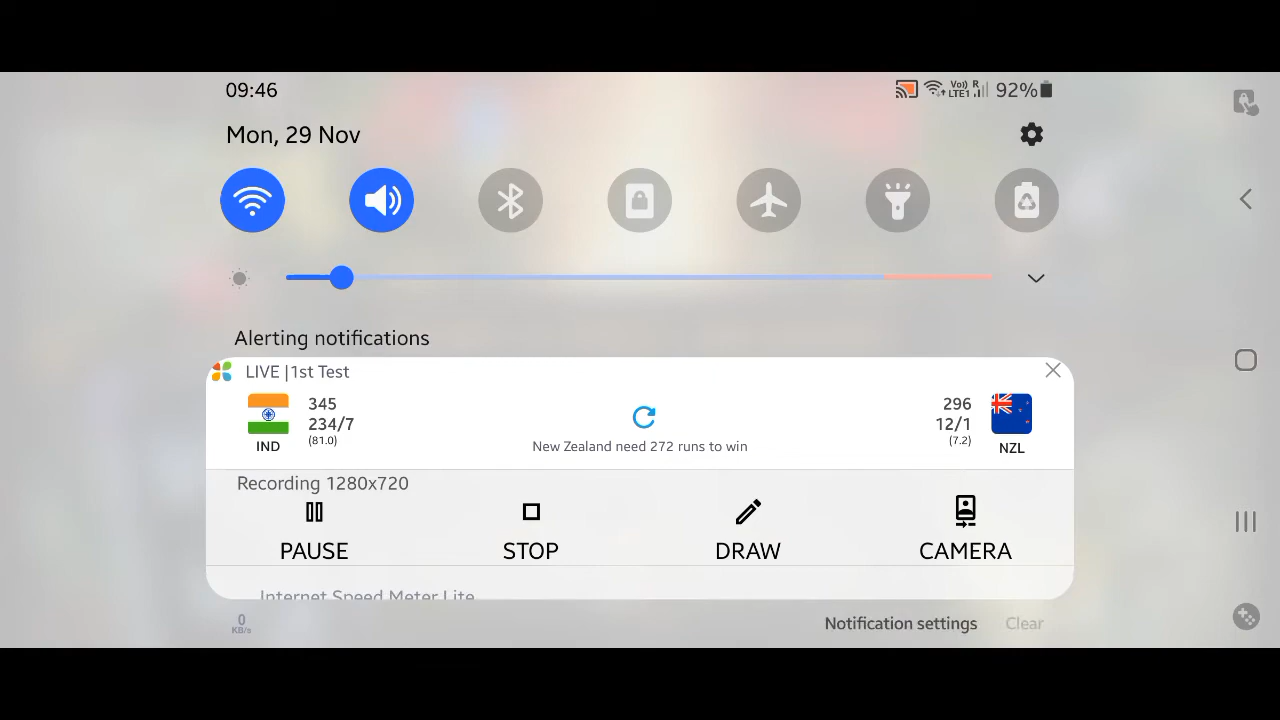 09:46
Vo)) R
LTE1
92%
Mon, 29 Nov
Alerting notifications
LIVE |1st Test
345
234/7
(81.0)
IND
New Zealand need 272 runs to win
296
12/1
(7.2)
NZL
Recording 1280x720
PAUSE
STOP
DRAW
CAMERA
Internet Speed Meter Lite
0
KB/s
Notification settings
Clear